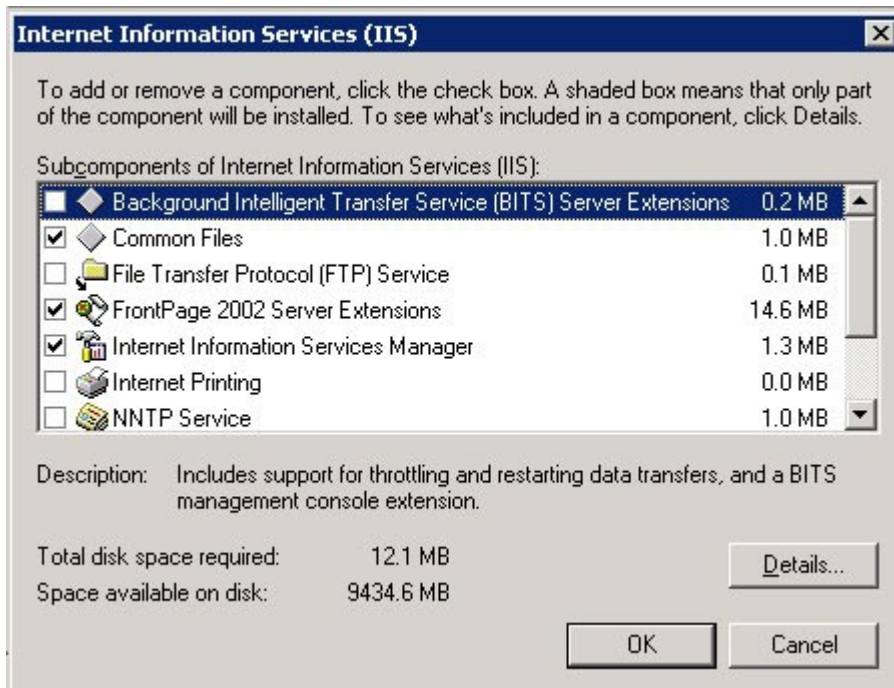 Internet Information Services (IIS)
To add or remove a component, click the check box. A shaded box means that only part
of the component will be installed. To see what's included in a component, click Details.
Subcomponents of Internet Information Services (IIS):
Background Intelligent Transfer Service (BITS) Server Extensions 0.2 MB
Common Files 1.0 MB
File Transfer Protocol (FTP) Service 0.1 MB
FrontPage 2002 Server Extensions 14.6 MB
Internet Information Services Manager 1.3 MB
Internet Printing 0.0 MB
NNTP Service 1.0 MB
Description: Includes support for throttling and restarting data transfers, and a BITS
management console extension.
Total disk space required: 12.1 MB
Space available on disk: 9434.6 MB
Details...
OK Cancel